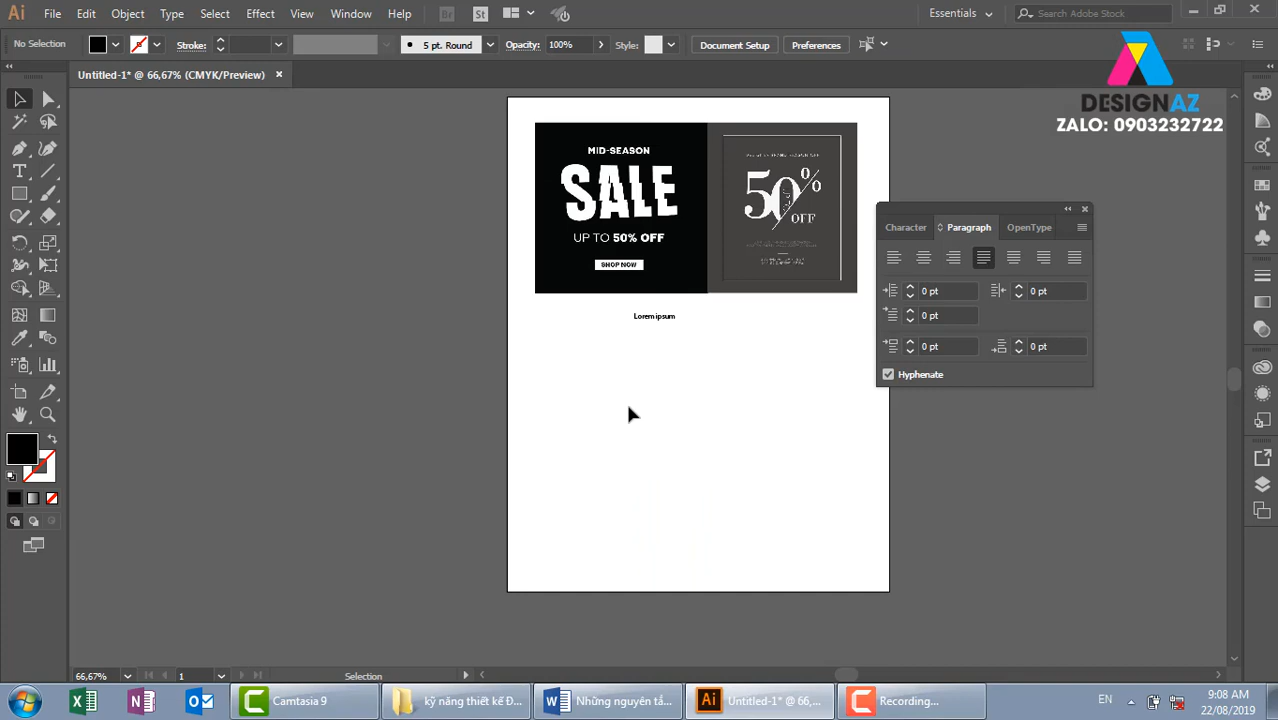 File Edit Object Type Select Effect View Window Help
Br
St
Essentials
Search Adobe Stock
No Selection
Stroke:
5 pt. Round
Opacity: 100%
Style:
Document Setup
Preferences
Untitled-1* @ 66,67% (CMYK/Preview)
DESIGNAZ
ZALO: 0903232722
MID-SEASON
SALE
UP TO 50% OFF
SHOP NOW
50%
OFF
Lorem ipsum
Character Paragraph OpenType
0 pt 0 pt
0 pt
0 pt 0 pt
Hyphenate
66,67%
1
Selection
Camtasia 9
kỹ năng thiết kế Đ...
Những nguyên tắ...
Ai
Untitled-1* @ 66,...
Recording...
EN
9:08 AM
22/08/2019